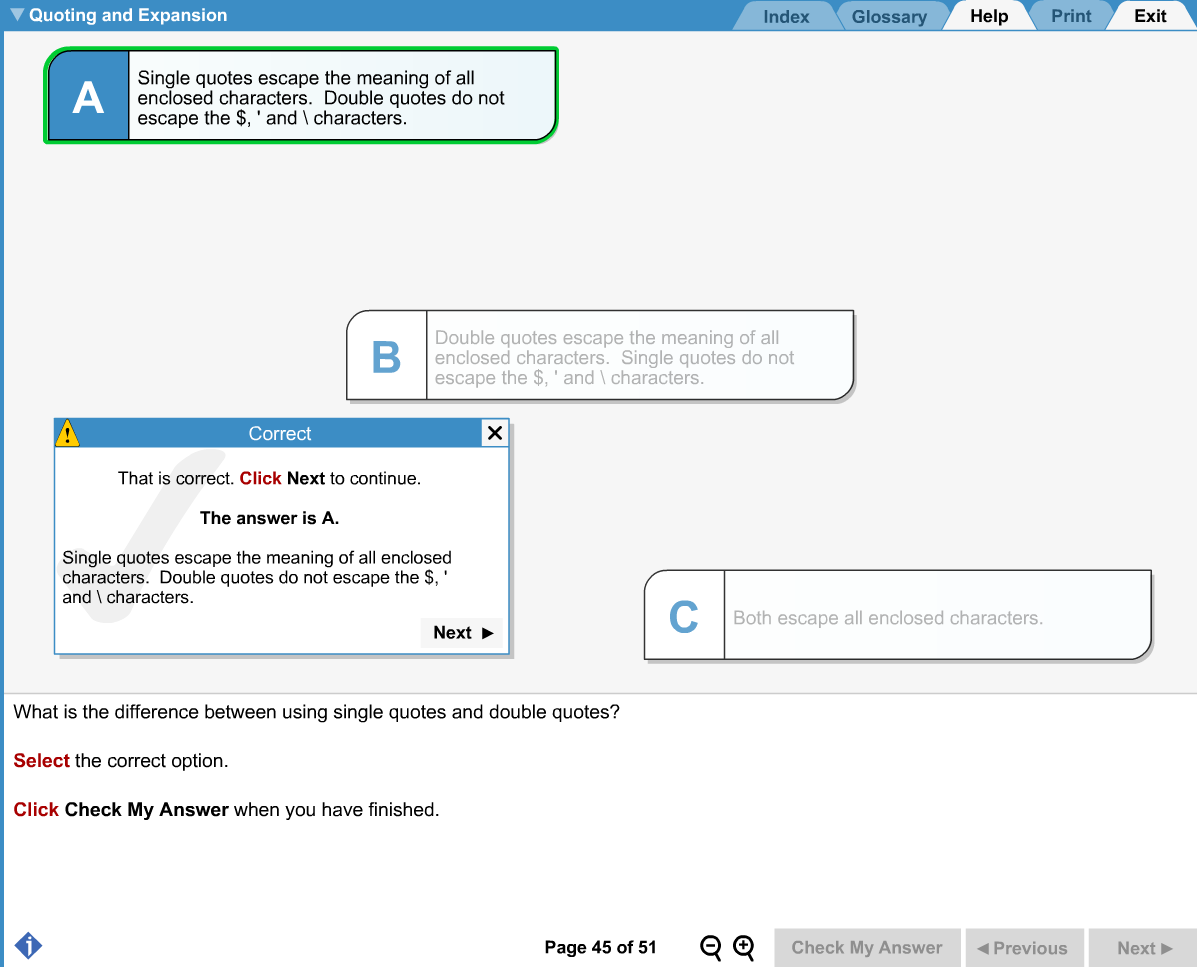 Quoting and Expansion
Index
Glossary
Help
Print
Exit
A
Single quotes escape the meaning of all
enclosed characters.  Double quotes do not
escape the $, ' and \ characters.
B
Double quotes escape the meaning of all
enclosed characters.  Single quotes do not
escape the $, ' and \ characters.
Correct
That is correct. Click Next to continue.
The answer is A.
Single quotes escape the meaning of all enclosed
characters.  Double quotes do not escape the $, '
and \ characters.
Next
C
Both escape all enclosed characters.
What is the difference between using single quotes and double quotes?
Select the correct option.
Click Check My Answer when you have finished.
Page 45 of 51
Check My Answer
Previous
Next